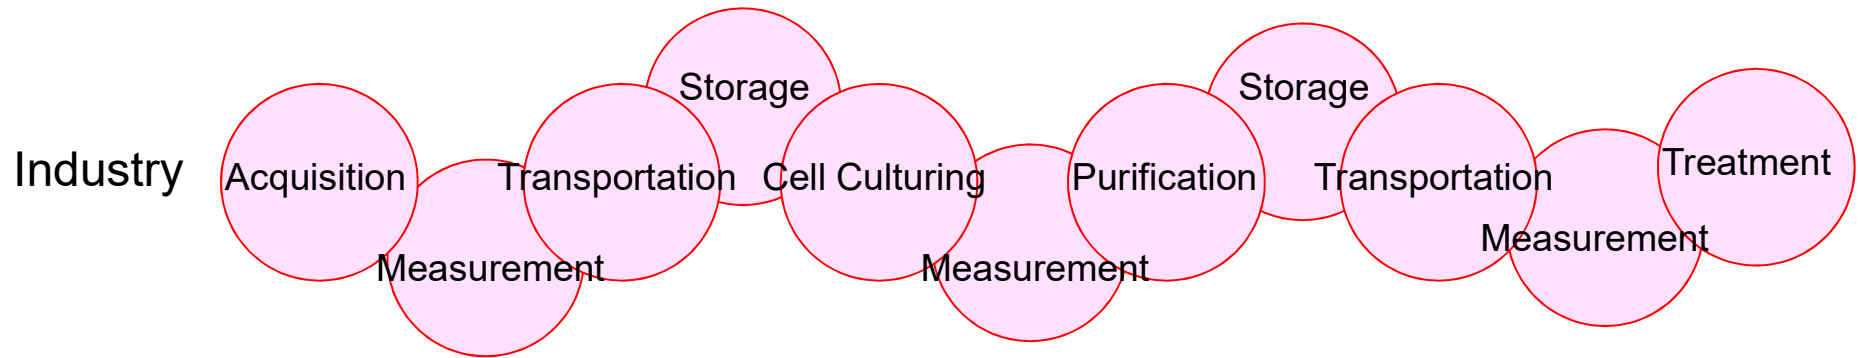 Industry
Acquisition
Measurement
Transportation
Storage
Cell Culturing
Measurement
Purification
Storage
Transportation
Measurement
Treatment